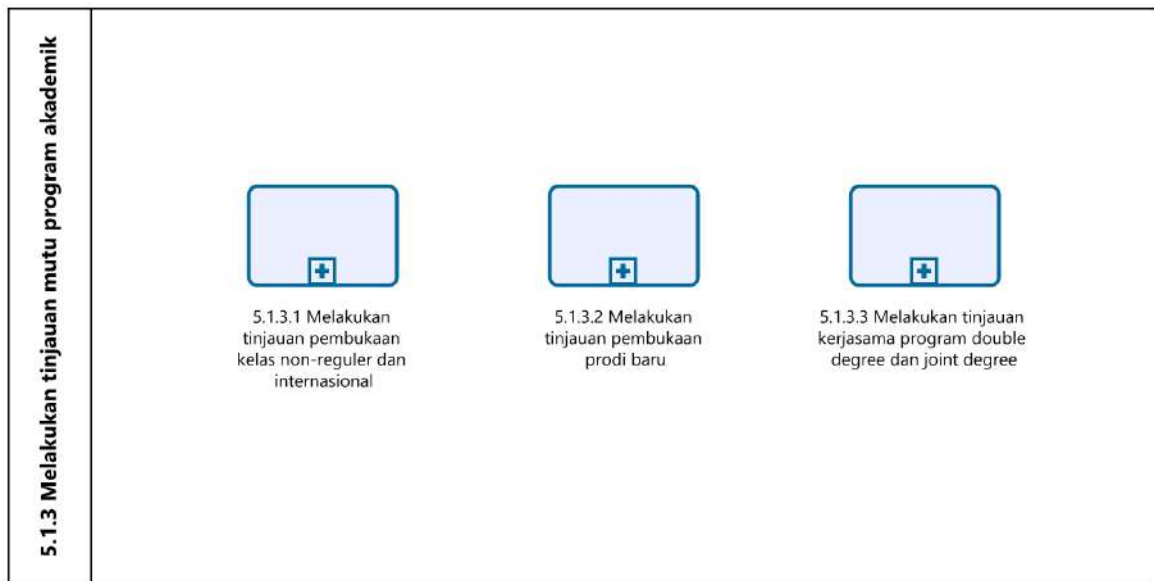 5.1.3 Melakukan tinjauan mutu program akademik
5.1.3.1 Melakukan
tinjauan pembukaan
kelas non-reguler dan
internasional
5.1.3.2 Melakukan
tinjauan pembukaan
prodi baru
5.1.3.3 Melakukan tinjauan
kerjasama program double
degree dan joint degree